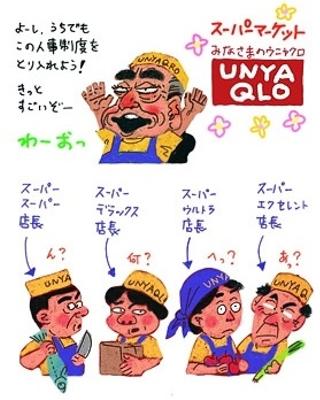 よーし、うちでも
この人事制度を
とり入れよう!
きっと
すごいぞー
わーおっ
UNYAQRO
スーパーマーケット
みなさまのウニャクロ
UNYA
QLO
スーパー
スーパー
店長
スーパー
デラックス
店長
スーパー
ウルトラ
店長
スーパー
エクセレント
店長
ん?
何?
へっ?
あっ?
UNYAQ
UNYAQL
UNYA
UNYAQ